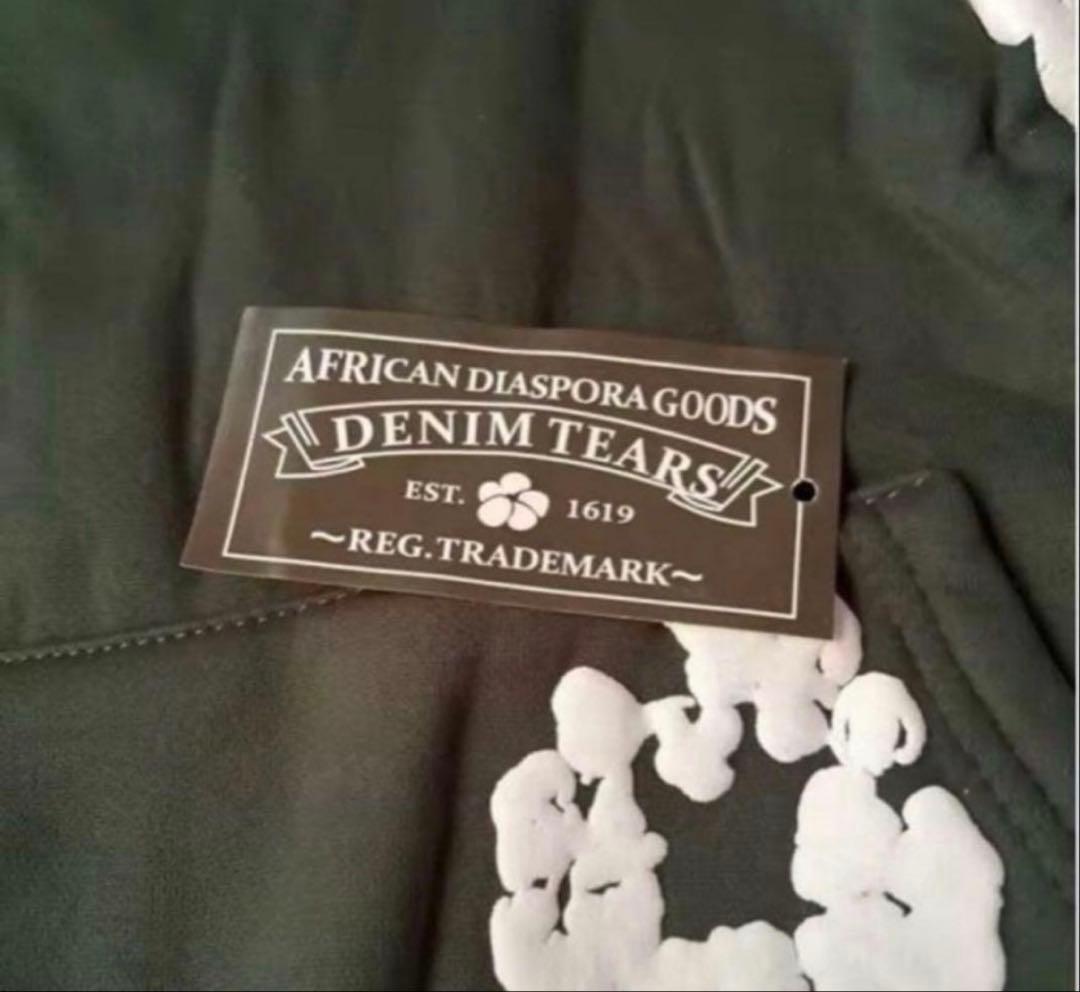 AFRICAN DIASPORA GOODS
DENIM TEARS
EST. 1619
~REG.TRADEMARK~